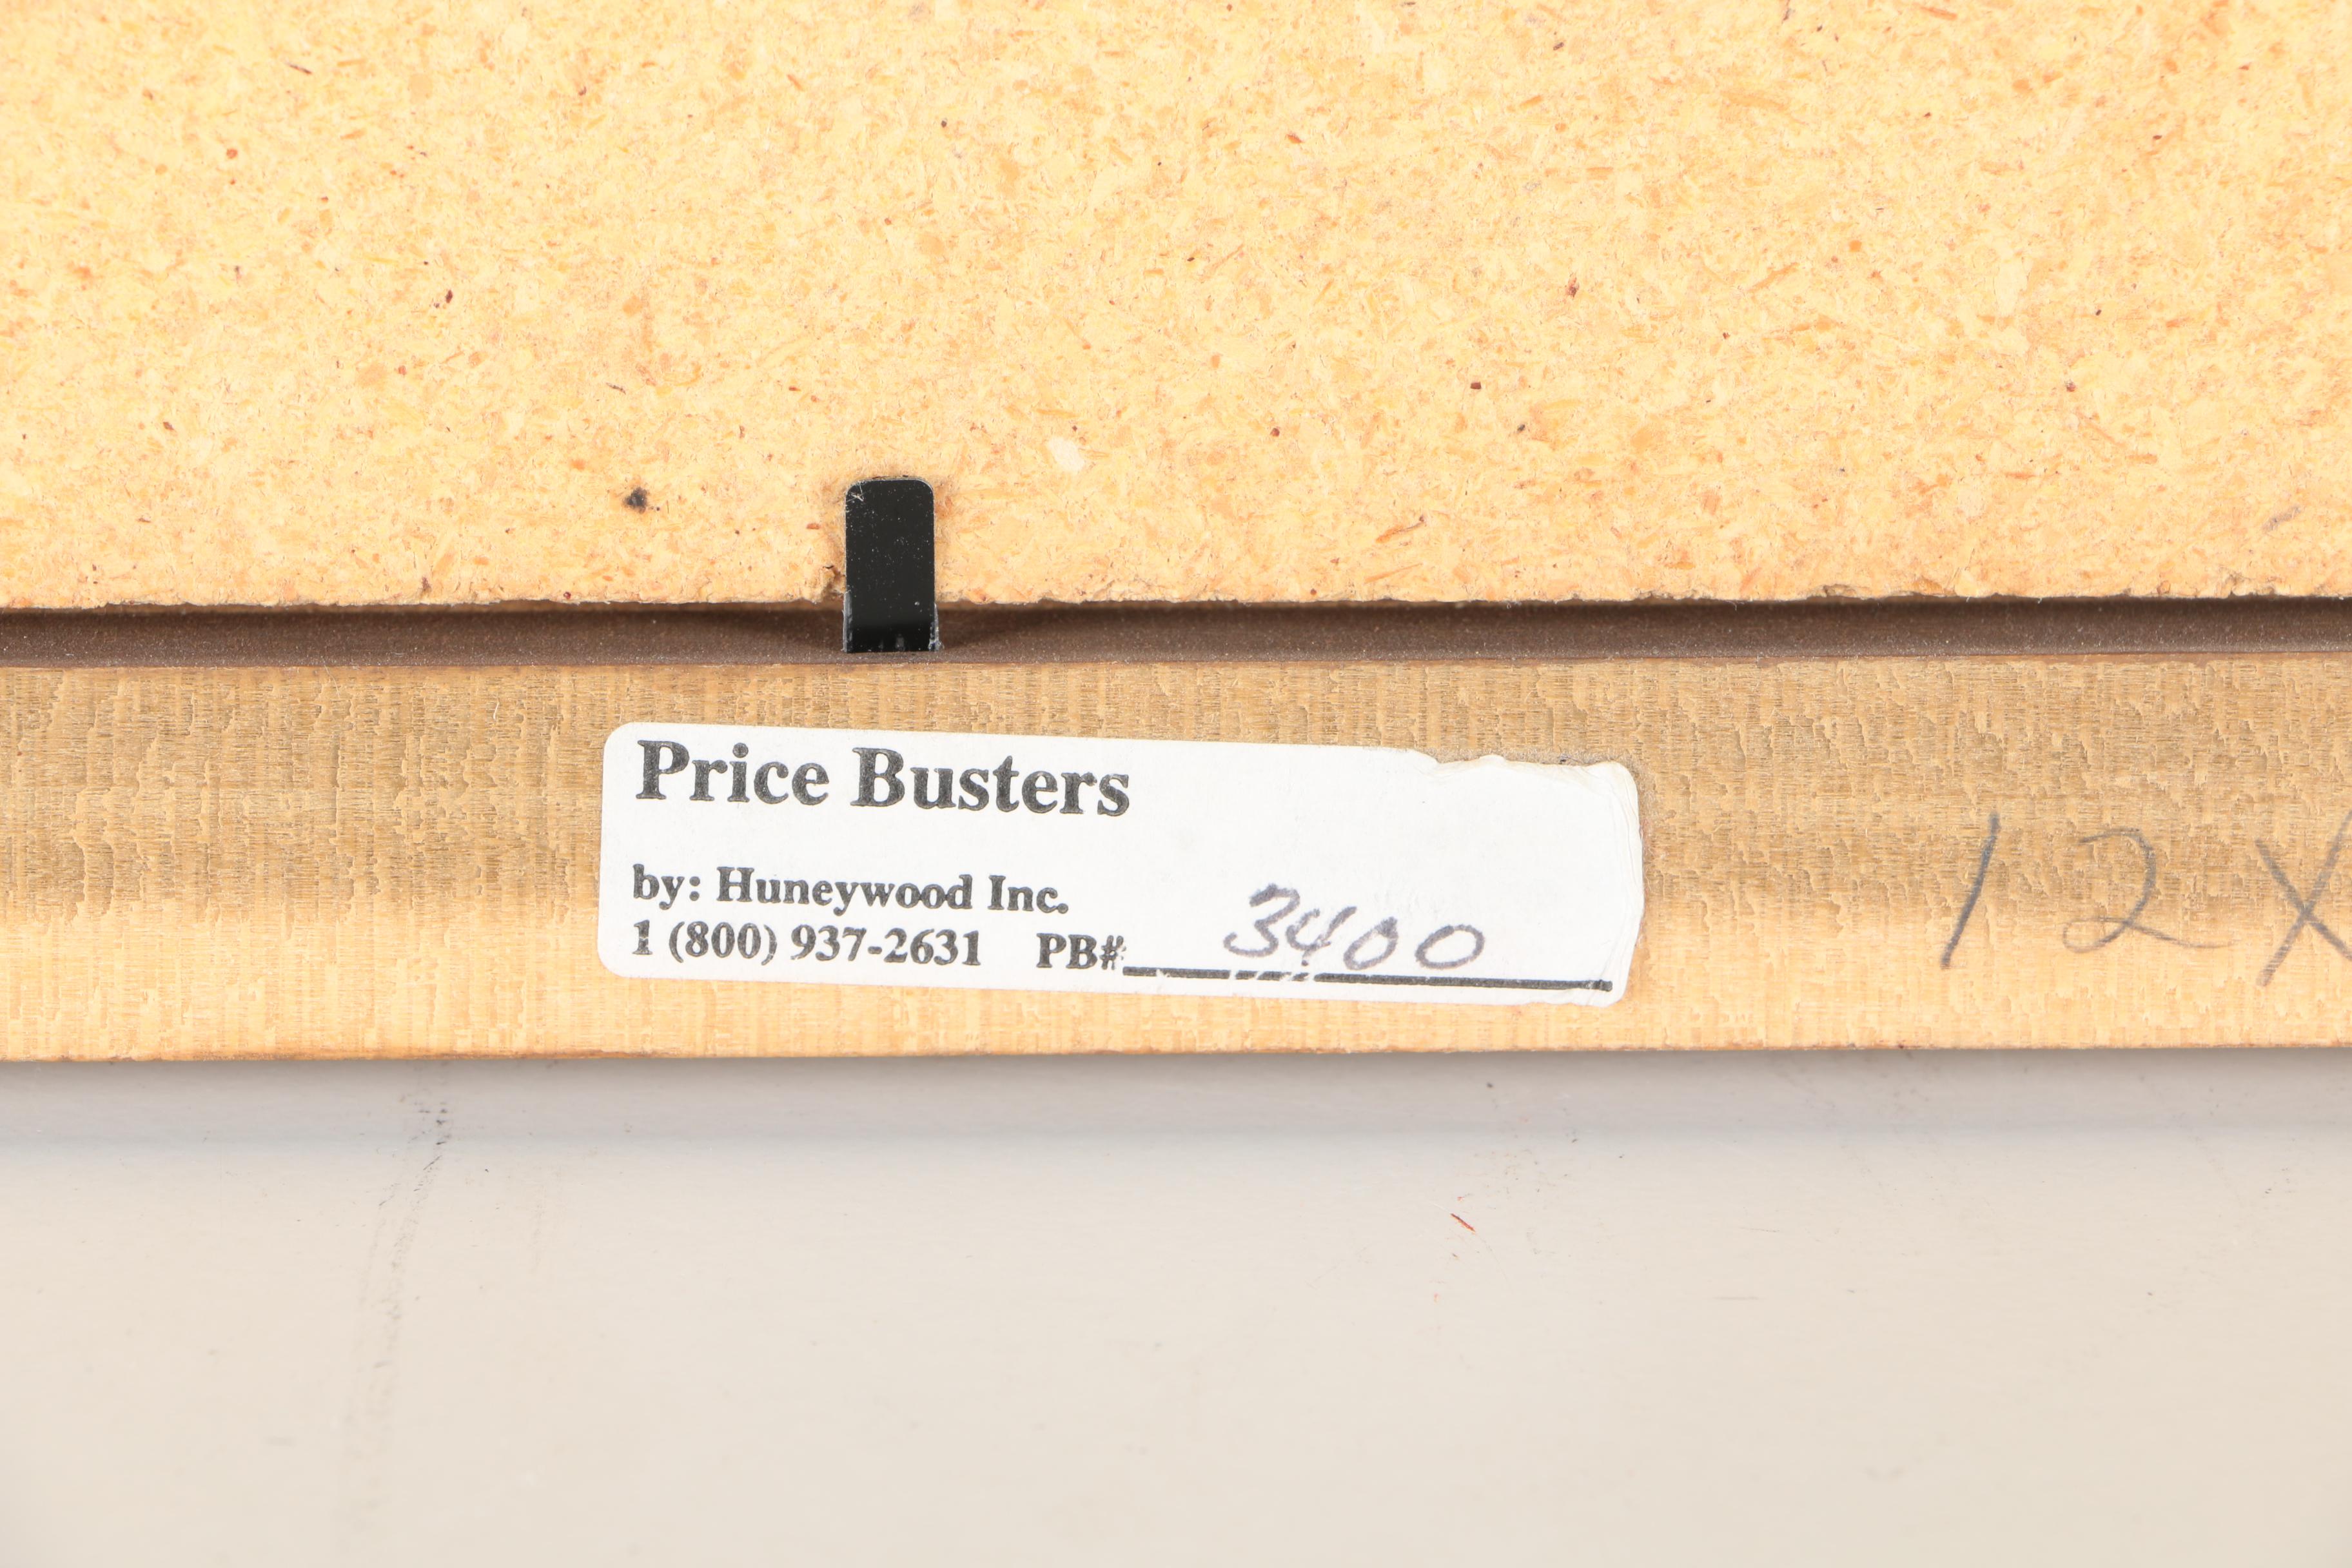 Price Busters
by: Huneywood Inc.
1 (800) 937-2631 PB# 3400
12X